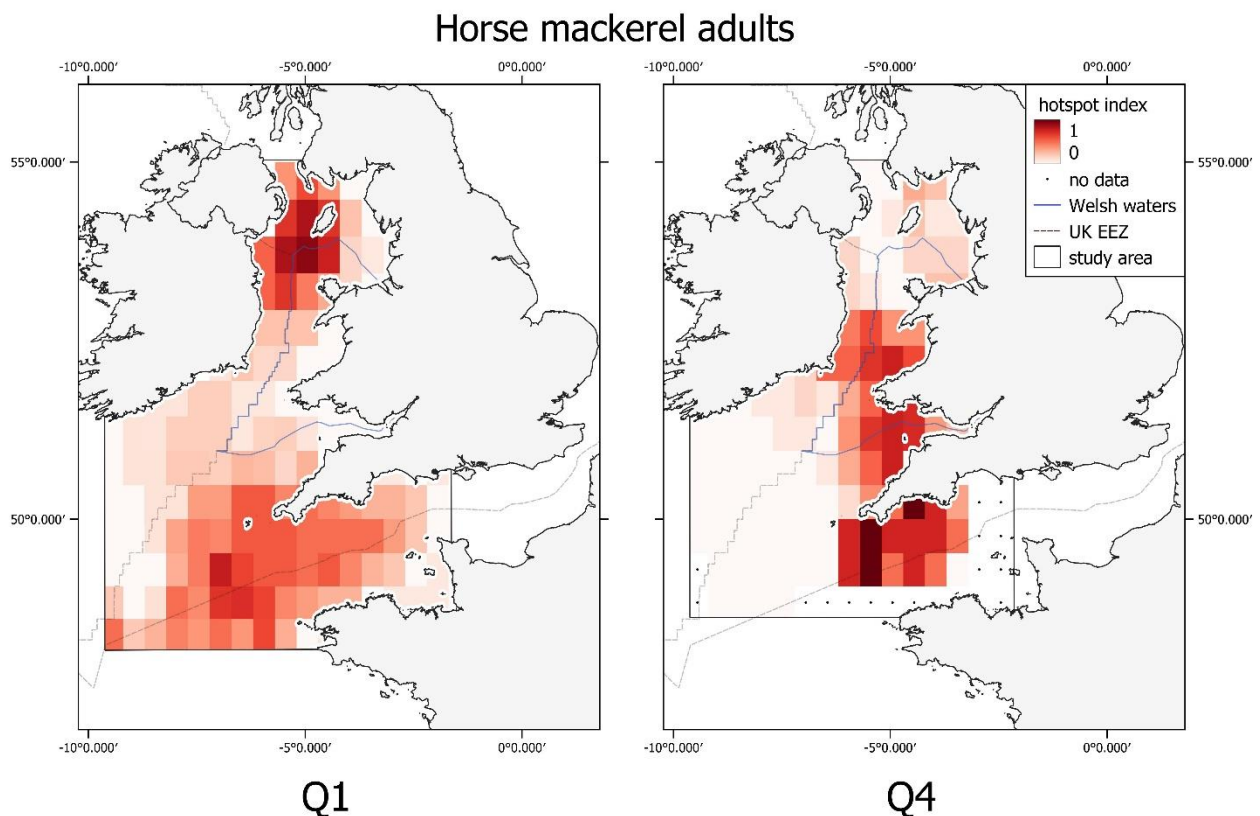 Horse mackerel adults
-10°0.000′ -5°0.000′ 0°0.000′ -10°0.000′ -5°0.000′ 0°0.000′
hotspot index
1
0
no data
Welsh waters
UK EEZ
study area
55°0.000′ 55°0.000′
50°0.000′ 50°0.000′
-10°0.000′ -5°0.000′ 0°0.000′ -10°0.000′ -5°0.000′ 0°0.000′
Q1 Q4